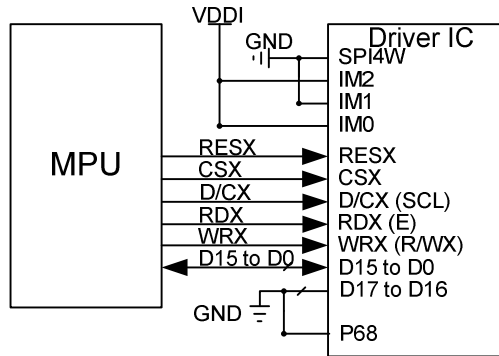 VDDI
GND
Driver IC
SPI4W
IM2
IM1
IM0
MPU
RESX
RESX
CSX
CSX
D/CX
D/CX (SCL)
RDX
RDX (E)
WRX
WRX (R/WX)
D15 to D0
D15 to D0
D17 to D16
GND
P68